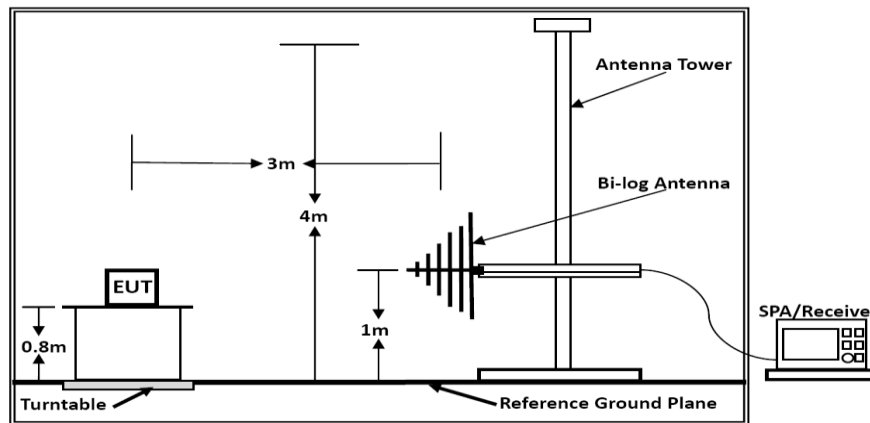 Antenna Tower
3m
Bi-log Antenna
4m
EUT
SPA/Receive
0.8m
1m
Turntable
Reference Ground Plane